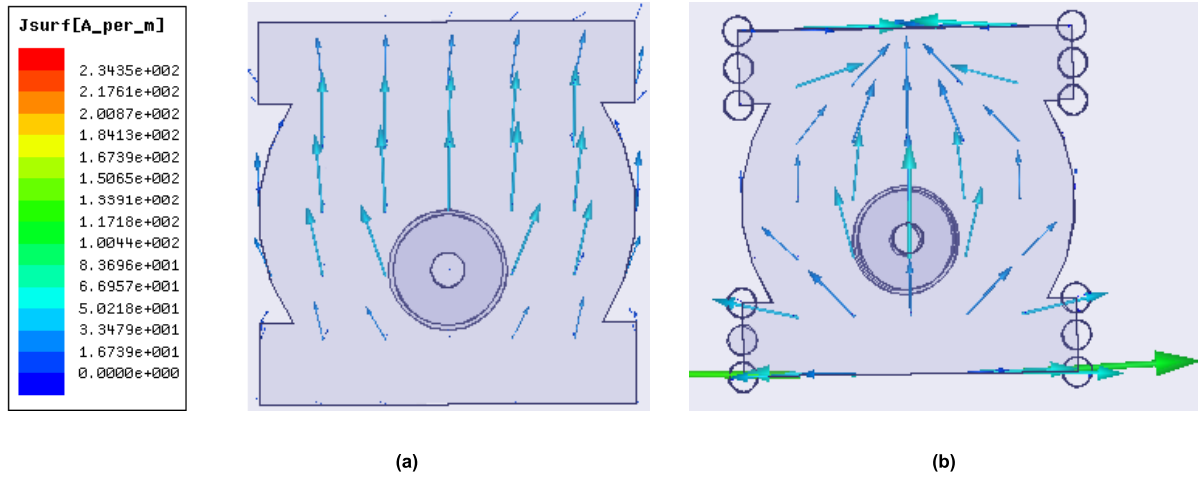 Jsurf[A_per_m]
2.3435e+002
2.1761e+002
2.0087e+002
1.8413e+002
1.6739e+002
1.5065e+002
1.3391e+002
1.1718e+002
1.0044e+002
8.3696e+001
6.6957e+001
5.0218e+001
3.3479e+001
1.6739e+001
0.0000e+000
(a)
(b)